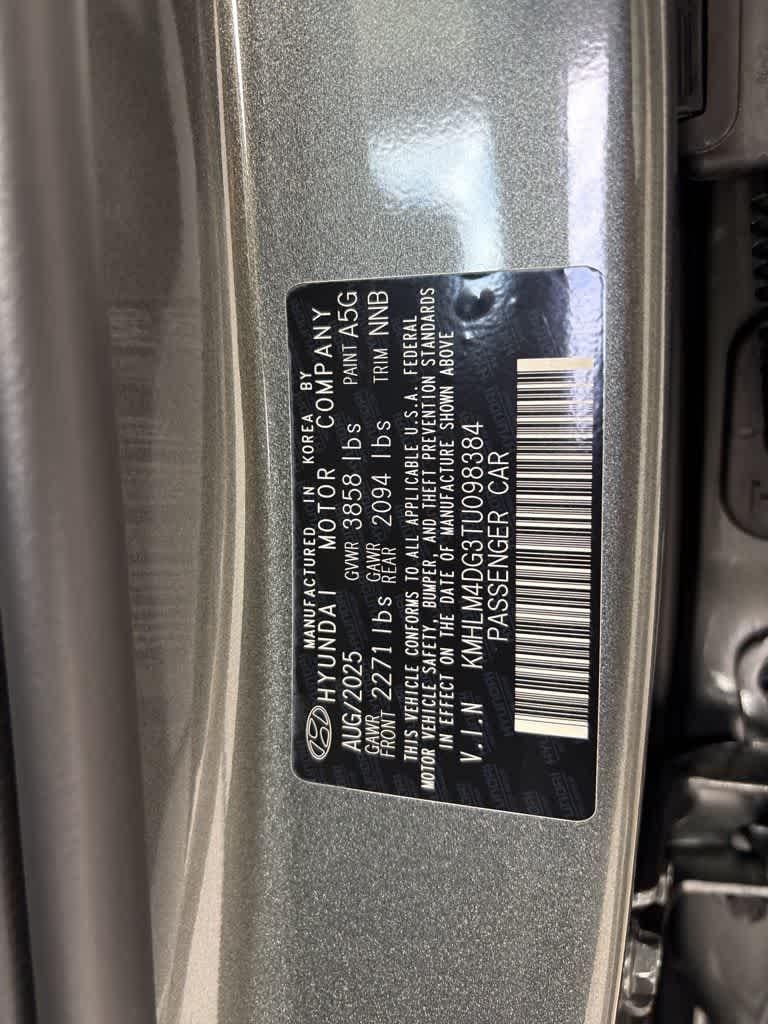 MANUFACTURED IN KOREA BY
HYUNDAI MOTOR COMPANY
AUG/2025 GVWR 3858 lbs PAINT A5G
GAWR FRONT 2271 lbs GAWR REAR 2094 lbs TRIM NNB
THIS VEHICLE CONFORMS TO ALL APPLICABLE U.S.A. FEDERAL
MOTOR VEHICLE SAFETY, BUMPER, AND THEFT PREVENTION STANDARDS
IN EFFECT ON THE DATE OF MANUFACTURE SHOWN ABOVE
V.I.N KMHLM4DG3TU098384
PASSENGER CAR